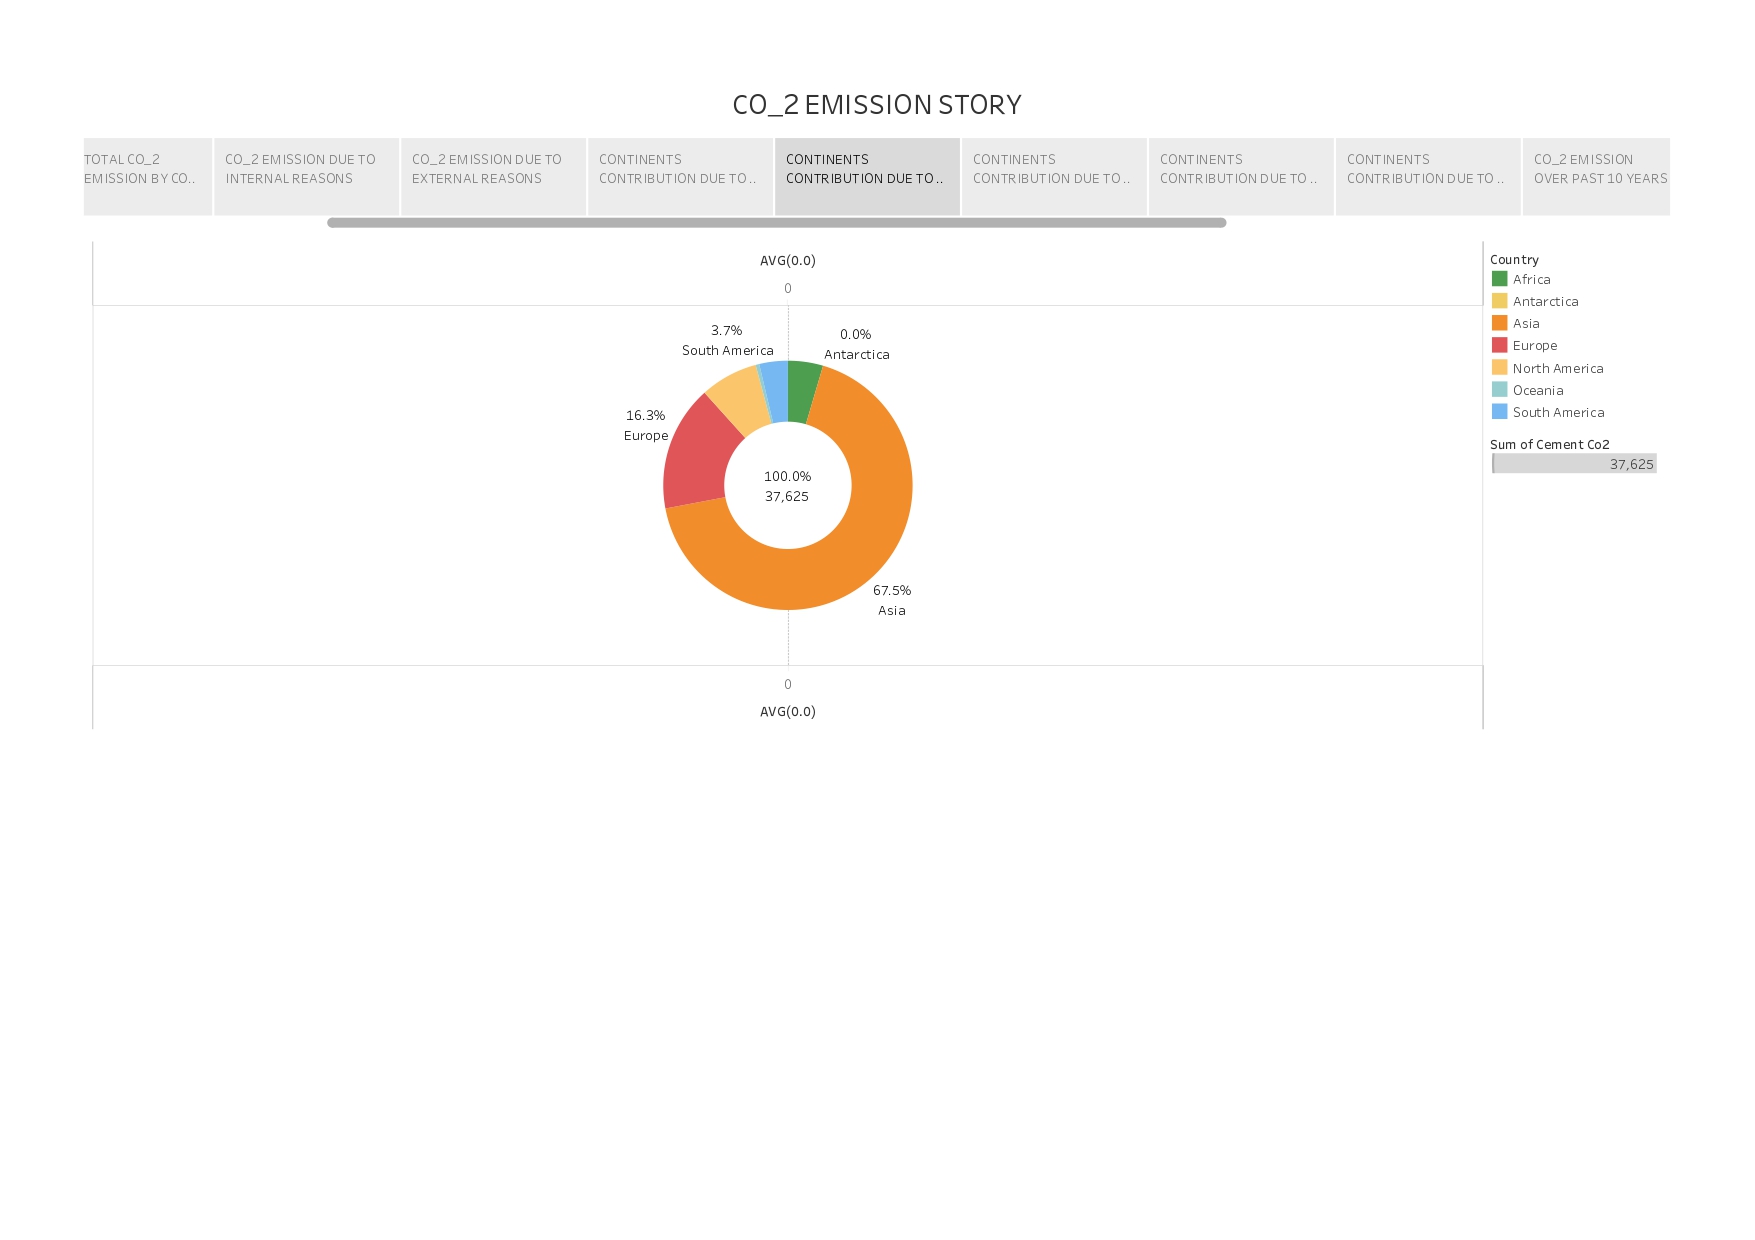 CO_2 EMISSION STORY
TOTAL CO_2
EMISSION BY CO..
CO_2 EMISSION DUE TO
INTERNAL REASONS
CO_2 EMISSION DUE TO
EXTERNAL REASONS
CONTINENTS
CONTRIBUTION DUE TO ..
CONTINENTS
CONTRIBUTION DUE TO ..
CONTINENTS
CONTRIBUTION DUE TO ..
CONTINENTS
CONTRIBUTION DUE TO ..
CONTINENTS
CONTRIBUTION DUE TO ..
CO_2 EMISSION
OVER PAST 10 YEARS
AVG(0.0)
0
3.7%
South America
0.0%
Antarctica
16.3%
Europe
100.0%
37,625
67.5%
Asia
0
AVG(0.0)
Country
Africa
Antarctica
Asia
Europe
North America
Oceania
South America
Sum of Cement Co2
37,625